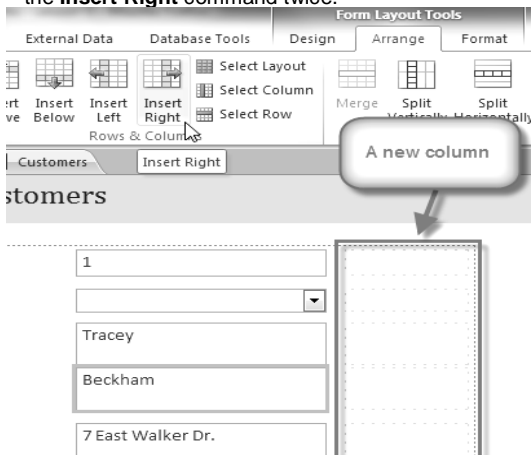 the Insert Right command twice.
Form Layout Tools
External Data Database Tools Design Arrange Format
Insert Below Insert Left Insert Right Select Layout Select Column Select Row Merge Split Vertically Split Horizontally
Rows & Columns
Customers Insert Right A new column
1
Tracey
Beckham
7 East Walker Dr.